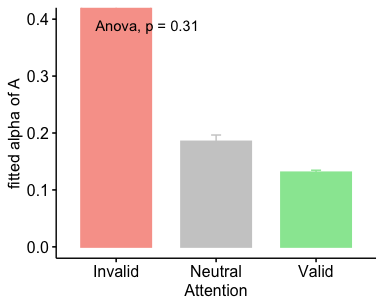 0.4
Anova, p = 0.31
0.3
0.2
0.1
0.0
fitted alpha of A
Invalid
Neutral
Valid
Attention